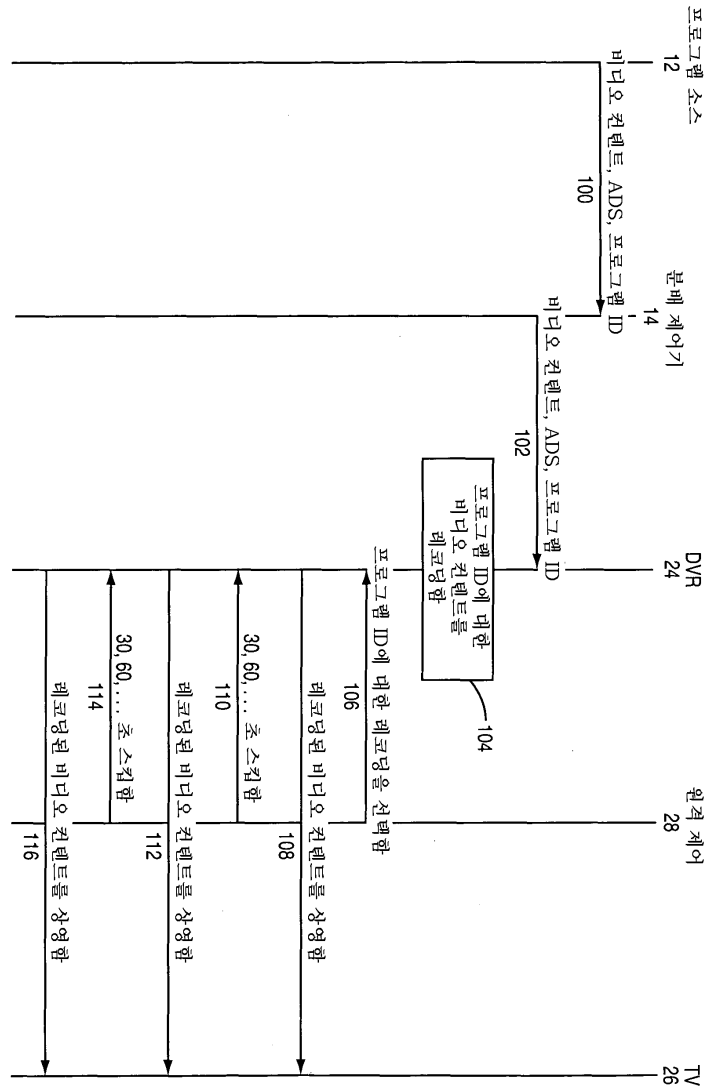 프로그램 소스
12
분배 제어기
14
DVR
24
원격 제어
28
TV
26
비디오 컨텐트, ADS, 프로그램 ID
100
비디오 컨텐트, ADS, 프로그램 ID
102
프로그램 ID에 대한
비디오 컨텐트를
레코딩함
104
프로그램 ID에 대한 레코딩을 선택함
106
레코딩된 비디오 컨텐트를 상영함
108
30, 60, ... 초 스킵함
110
레코딩된 비디오 컨텐트를 상영함
112
30, 60, ... 초 스킵함
114
레코딩된 비디오 컨텐트를 상영함
116